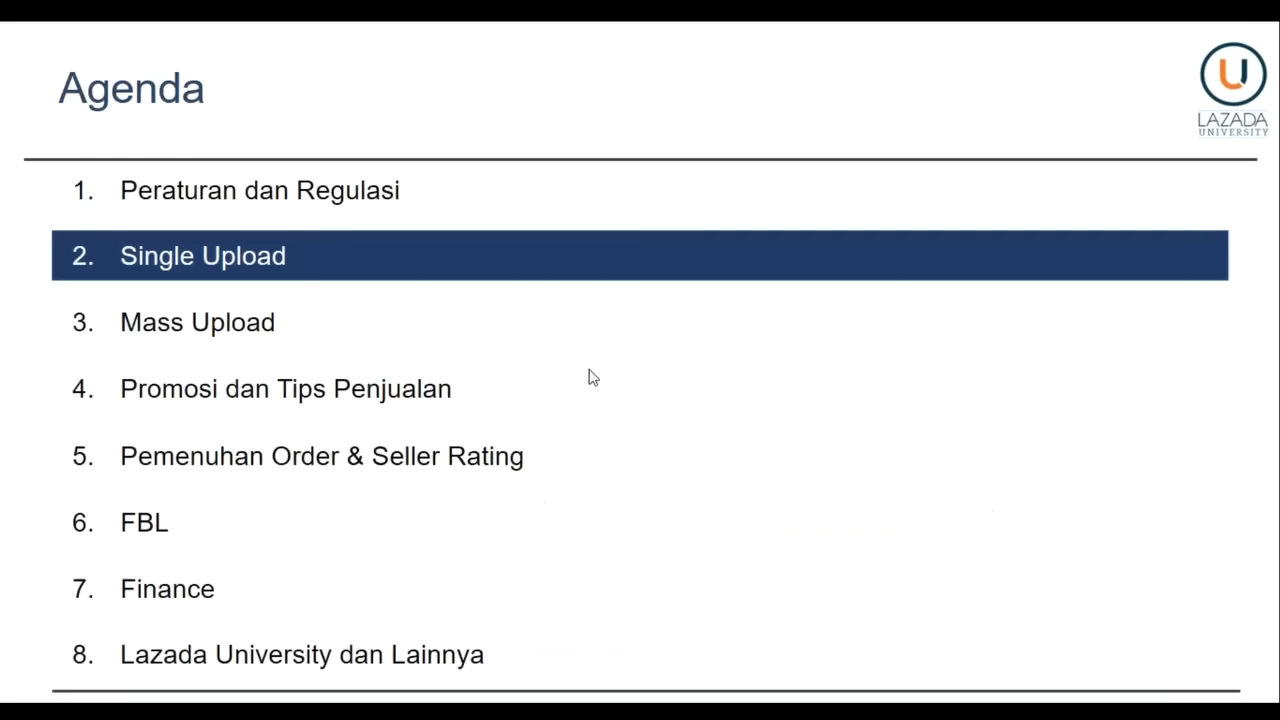 Agenda
LAZADA
UNIVERSITY
1. Peraturan dan Regulasi
2. Single Upload
3. Mass Upload
4. Promosi dan Tips Penjualan
5. Pemenuhan Order & Seller Rating
6. FBL
7. Finance
8. Lazada University dan Lainnya